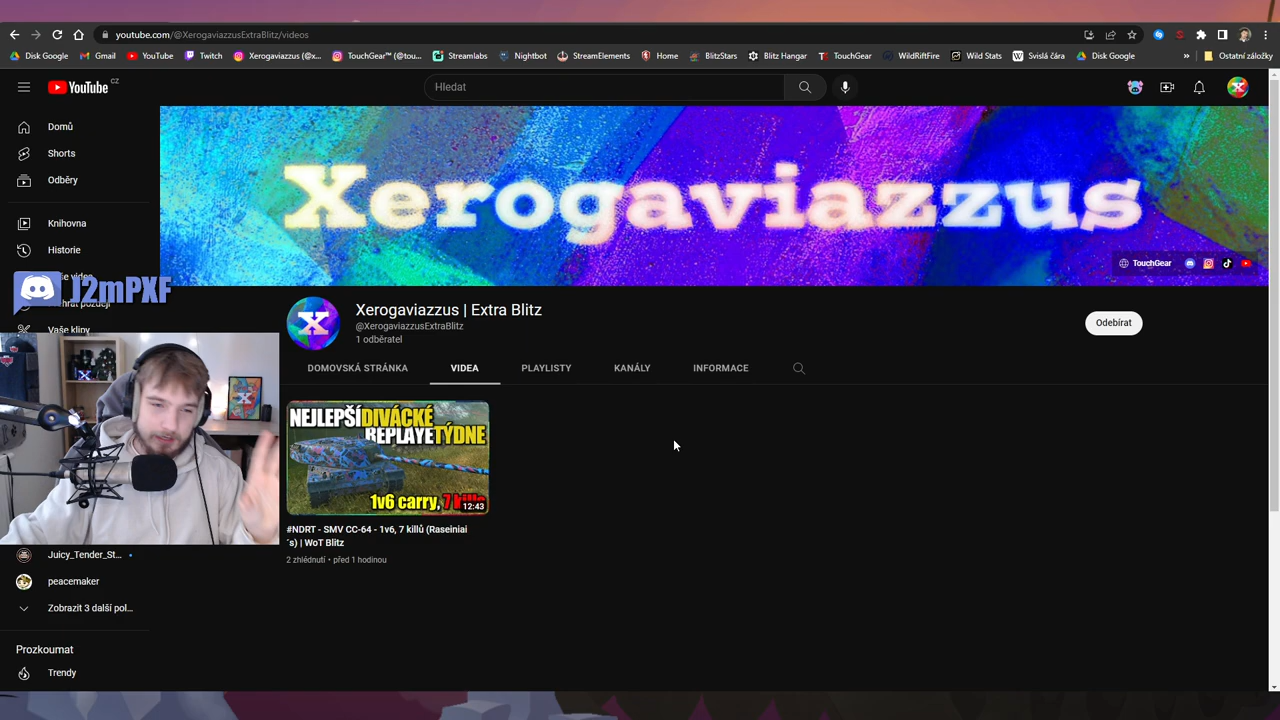 youtube.com/@XerogaviazzusExtraBlitz/videos
Disk Google
Gmail
YouTube
Twitch
Xerogaviazzus (@x...
TouchGear™ (@tou...
Streamlabs
Nightbot
StreamElements
Home
BlitzStars
Blitz Hangar
TouchGear
WildRiftFire
Wild Stats
Svislá čára
Disk Google
»
Ostatní záložky
YouTube CZ
Hledat
Domů
Shorts
Odběry
Knihovna
Historie
J2mPXF
Vaše kliny
Xerogaviazzus
TouchGear
Xerogaviazzus | Extra Blitz
@XerogaviazzusExtraBlitz
1 odběratel
Odebírat
DOMOVSKÁ STRÁNKA
VIDEA
PLAYLISTY
KANÁLY
INFORMACE
NEJLEPŠÍ DIVÁCKÉ
REPLAYE TÝDNE
1v6 carry, 7
12:43
#NDRT - SMV CC-64 - 1v6, 7 killů (Raseiniai
´s) | WoT Blitz
2 zhlédnutí • před 1 hodinou
Juicy_Tender_St...
peacemaker
Zobrazit 3 další pol...
Prozkoumat
Trendy